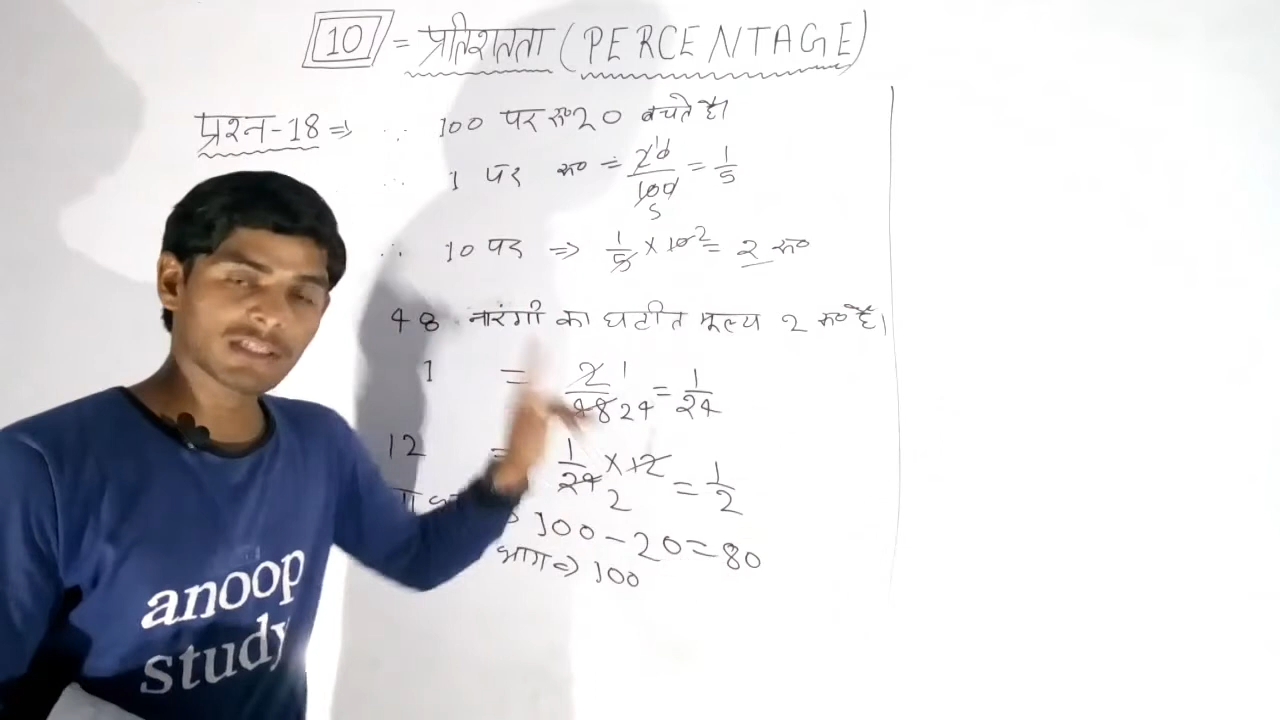 10 = प्रतिशतता (PERCENTAGE)
प्रश्न-18 ⇒ ∵ 100 पर रू० 20 बचते है।
∴ 1 पर रू० = 20/100 = 1/5
∴ 10 पर ⇒ 1/5 × 10 = 2 रू०
48 नारंगी का घटीत मूल्य 2 रू० है।
1 = 2/48 = 1/24
12 = 1/24 × 12 = 1/2
100 - 20 = 80
भाग ⇒ 100
anoop
study